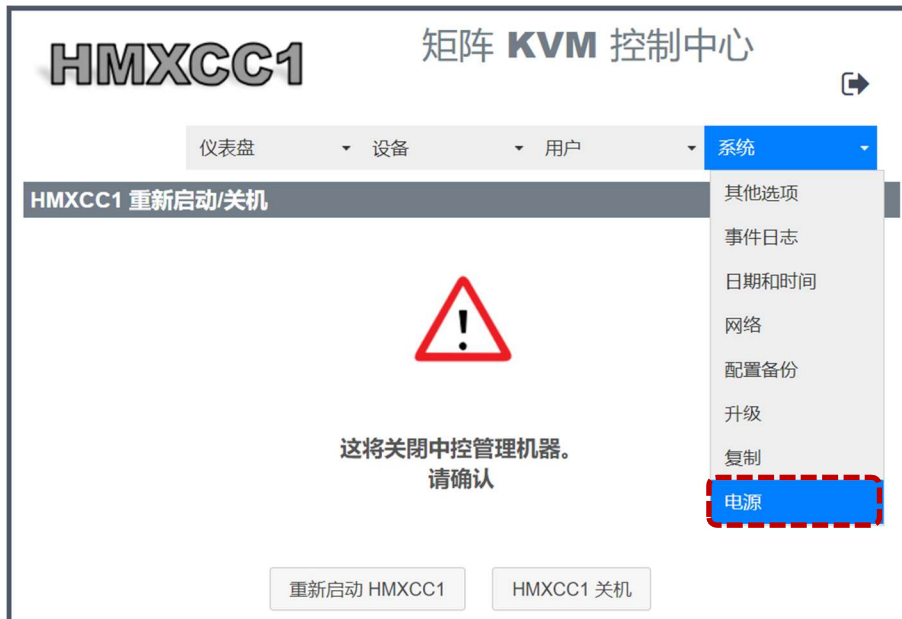 HMXCC1
矩阵 KVM 控制中心
仪表盘 设备 用户 系统
HMXCC1 重新启动/关机
其他选项
事件日志
日期和时间
网络
配置备份
升级
复制
电源
这将关閉中控管理机器。
请确认
重新启动 HMXCC1 HMXCC1 关机